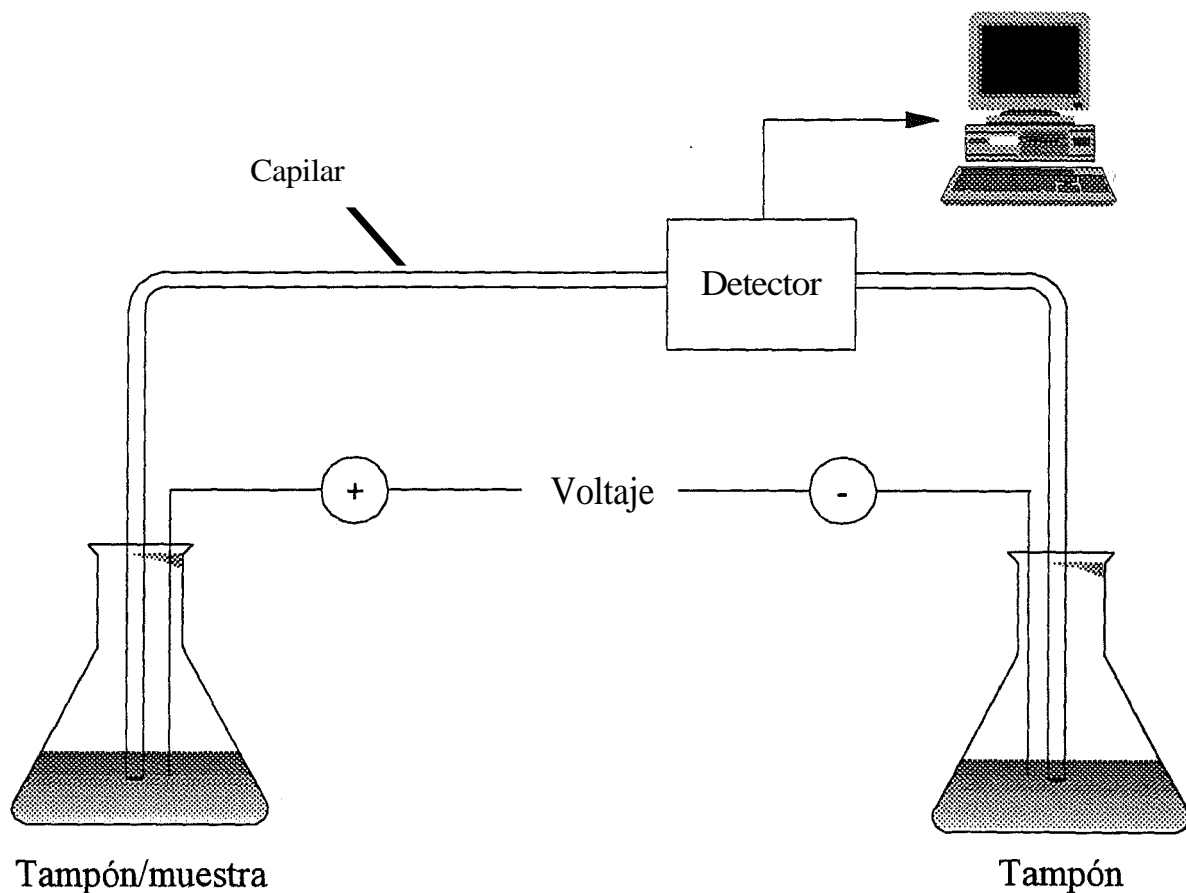 Capilar
Detector
+ Voltaje -
Tampón/muestra
Tampón